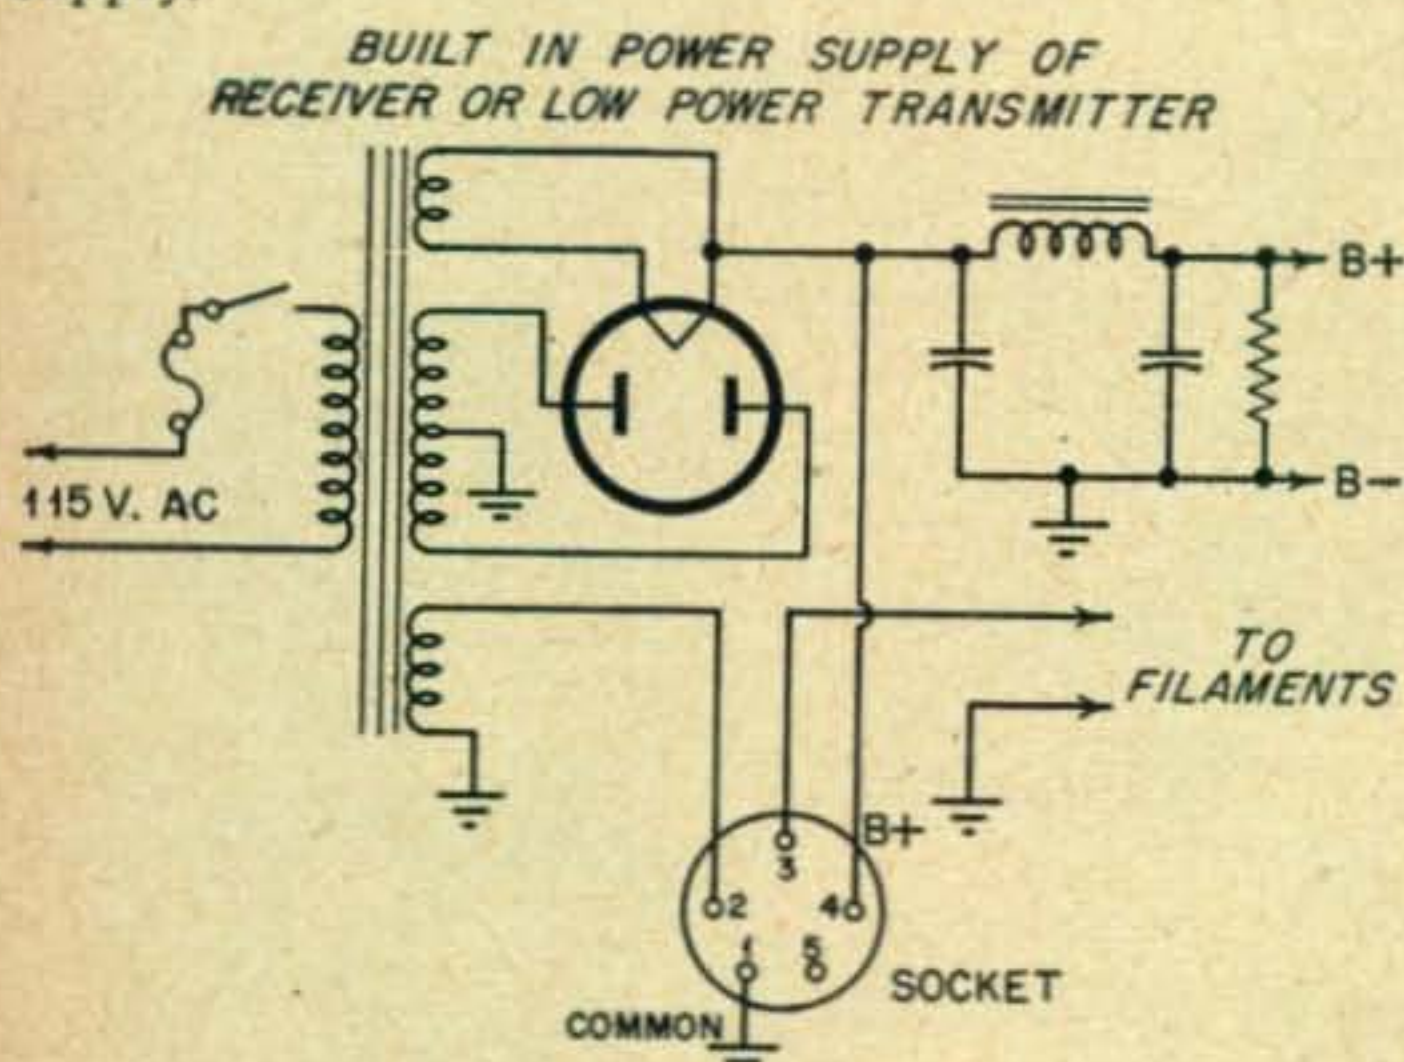 BUILT IN POWER SUPPLY OF
RECEIVER OR LOW POWER TRANSMITTER
B+
115 V. AC
B-
TO
FILAMENTS
B+
3
2
4
1
5
SOCKET
COMMON